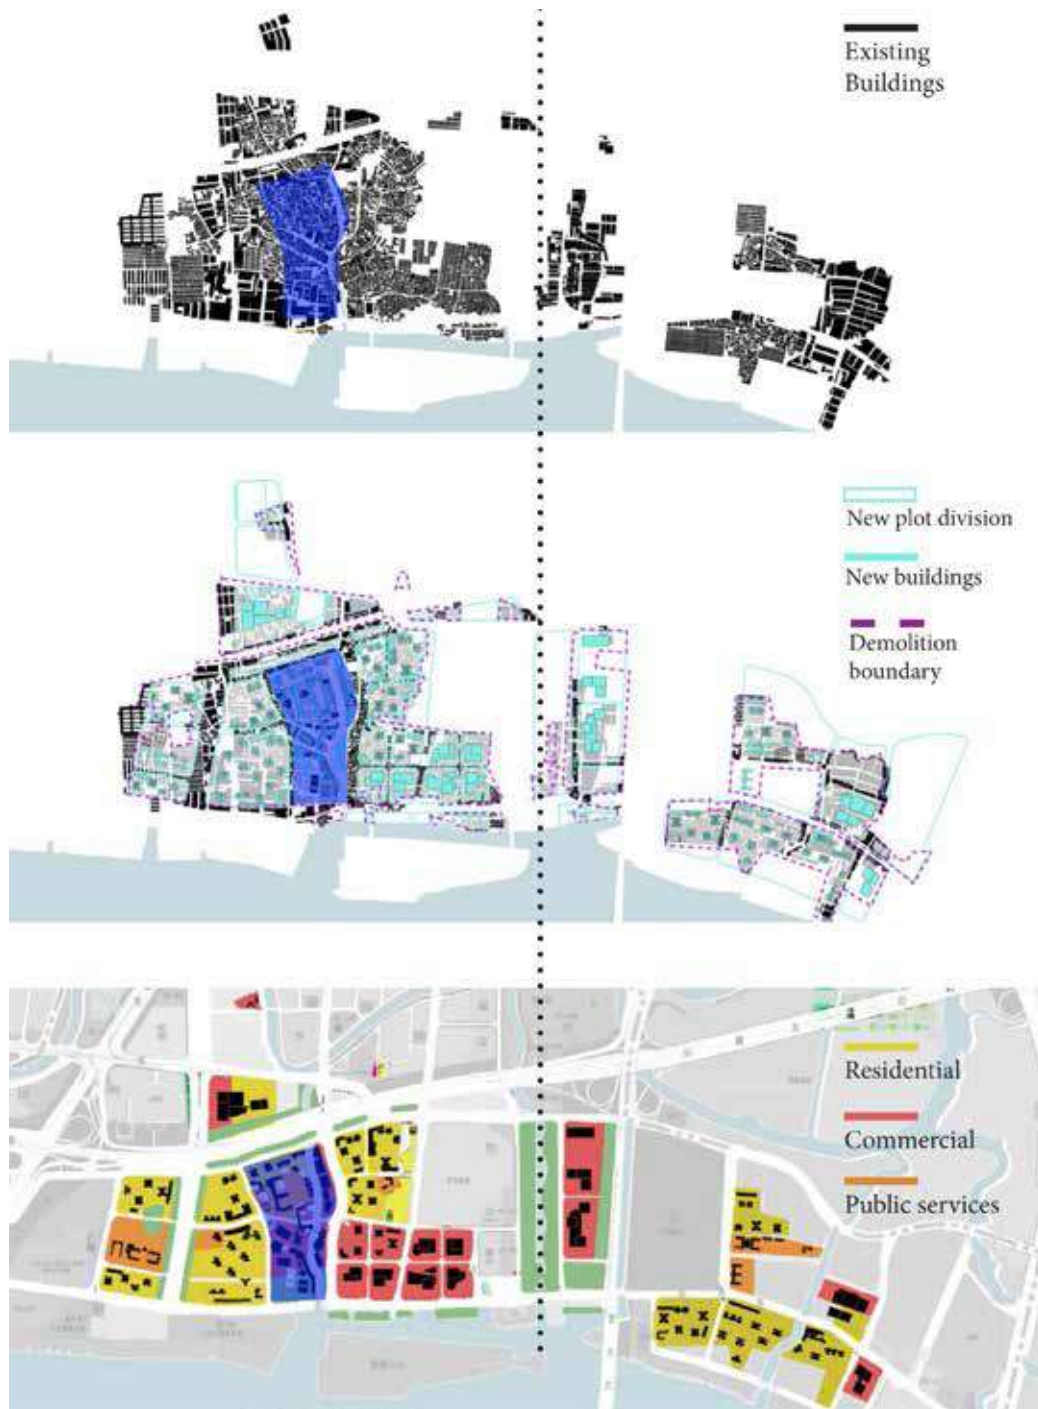 Existing
Buildings
New plot division
New buildings
Demolition
boundary
Residential
Commercial
Public services